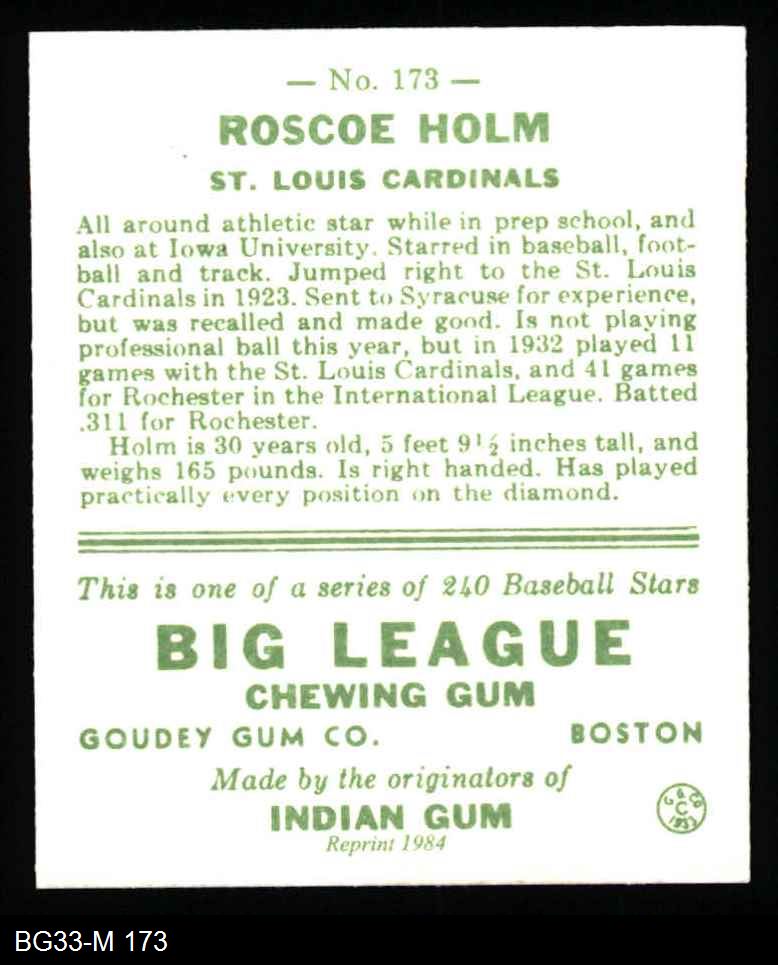 — No. 173 —
ROSCOE HOLM
ST. LOUIS CARDINALS
All around athletic star while in prep school, and
also at Iowa University. Starred in baseball, foot-
ball and track. Jumped right to the St. Louis
Cardinals in 1923. Sent to Syracuse for experience,
but was recalled and made good. Is not playing
professional ball this year, but in 1932 played 11
games with the St. Louis Cardinals, and 41 games
for Rochester in the International League. Batted
.311 for Rochester.
Holm is 30 years old, 5 feet 9½ inches tall, and
weighs 165 pounds. Is right handed. Has played
practically every position on the diamond.
This is one of a series of 240 Baseball Stars
BIG LEAGUE
CHEWING GUM
GOUDEY GUM CO. BOSTON
Made by the originators of
INDIAN GUM
Reprint 1984
G & Co
C
1933
BG33-M 173